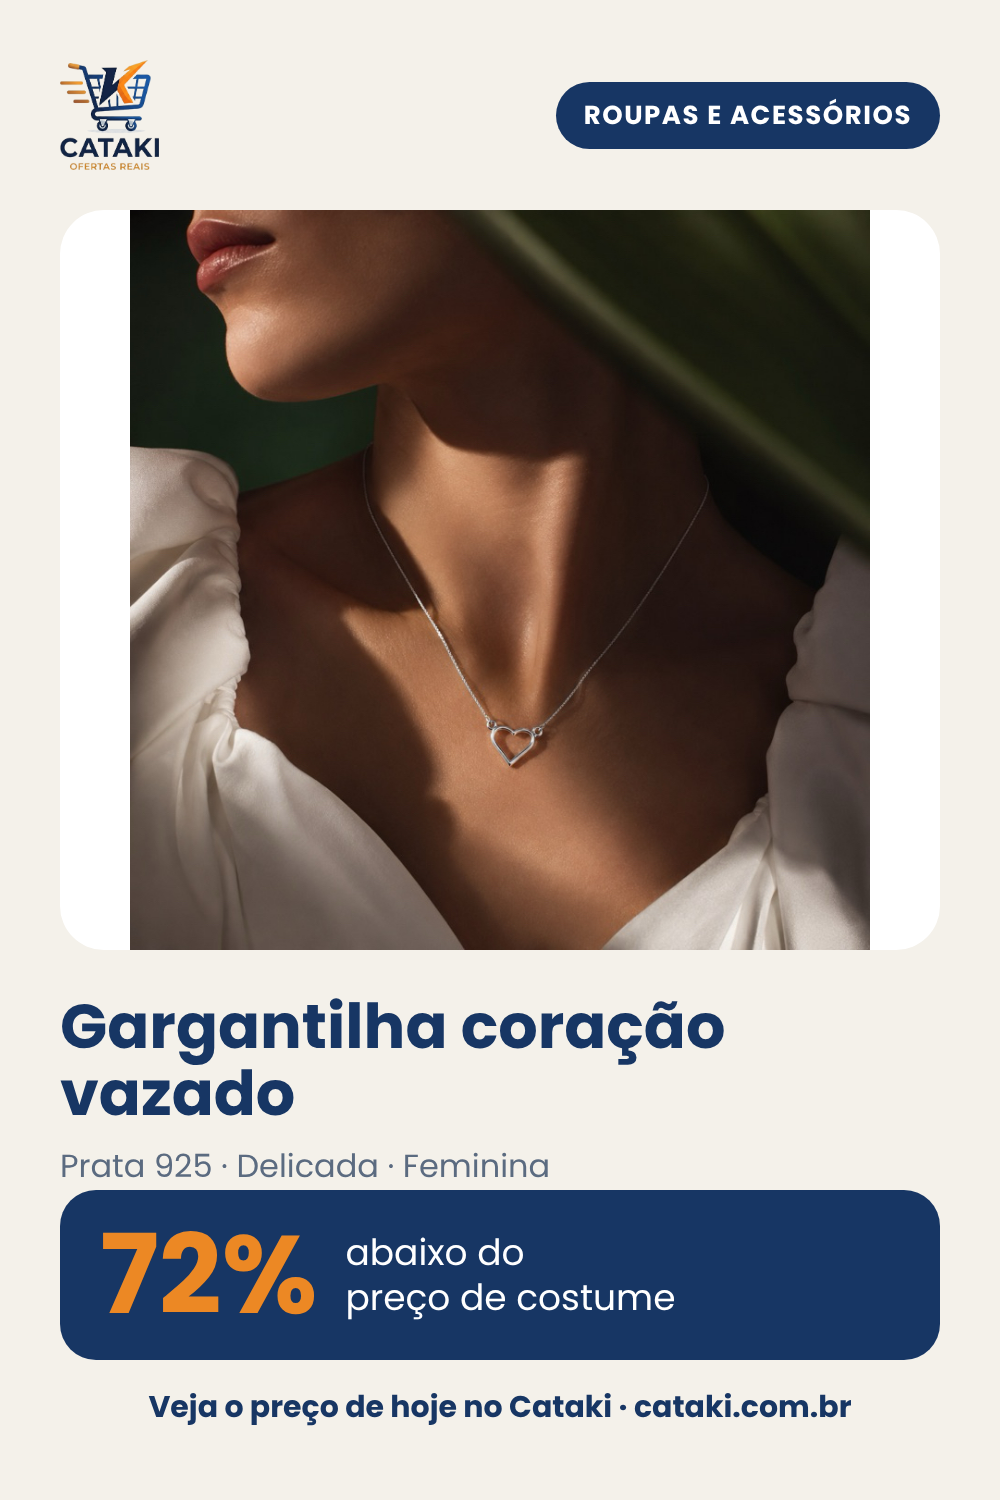 CATAKI
OFERTAS REAIS
ROUPAS E ACESSÓRIOS
Gargantilha coração
vazado
Prata 925 · Delicada · Feminina
72%
abaixo do
preço de costume
Veja o preço de hoje no Cataki · cataki.com.br